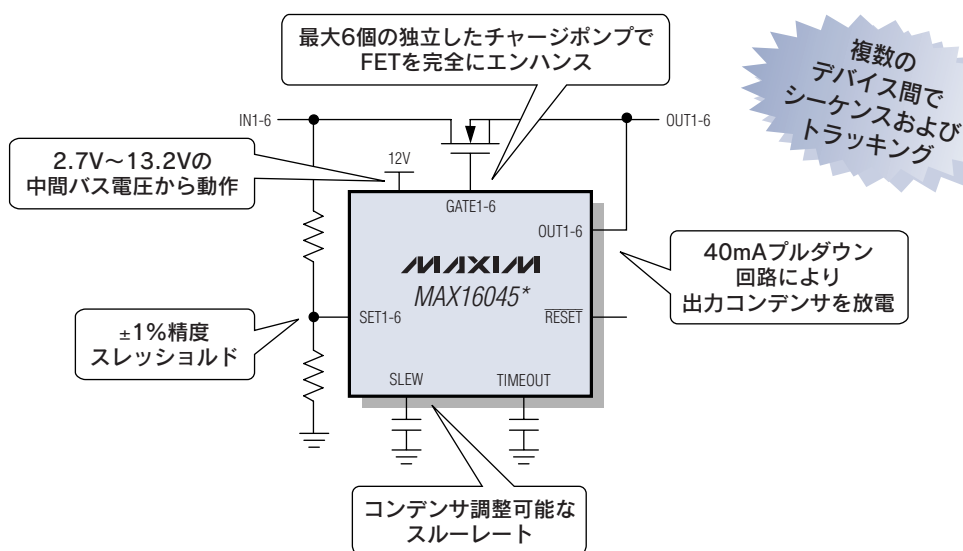 最大6個の独立したチャージポンプで
FETを完全にエンハンス
複数の
デバイス間で
シーケンスおよび
トラッキング
IN1-6
OUT1-6
2.7V～13.2Vの
中間バス電圧から動作
12V
GATE1-6
OUT1-6
MAXIM
MAX16045*
40mAプルダウン
回路により
出力コンデンサを放電
SET1-6
RESET
±1%精度
スレッショルド
SLEW
TIMEOUT
コンデンサ調整可能な
スルーレート